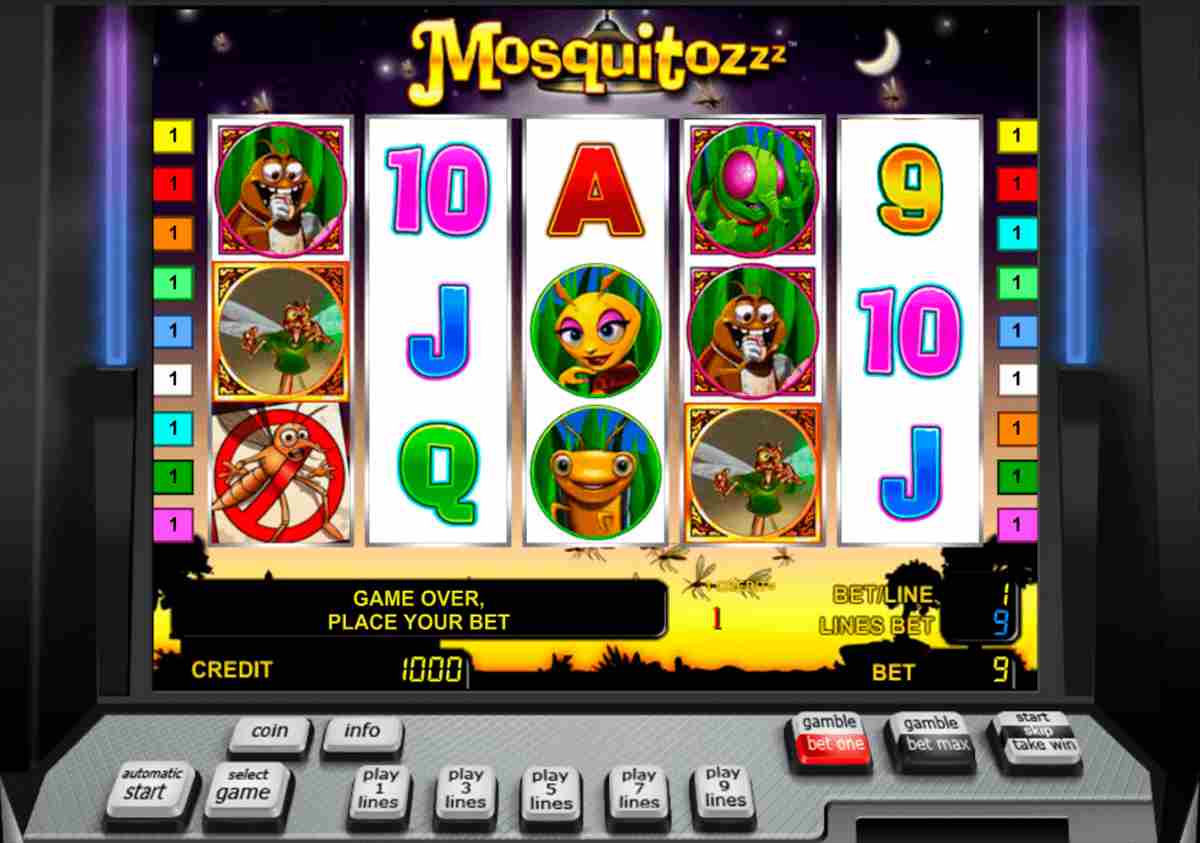 Mosquitozzz™
1 1
10 A 9
1 1
1 1
1 1
J 10
1 1
1 1
1 1
Q J
1 1
1 1
GAME OVER,
PLACE YOUR BET
1
BET/LINE 1
LINES BET 9
CREDIT 1000
BET 9
coin
info
gamble
bet one
gamble
bet max
start
skip
take win
automatic
start
select
game
play
1
lines
play
3
lines
play
5
lines
play
7
lines
play
9
lines